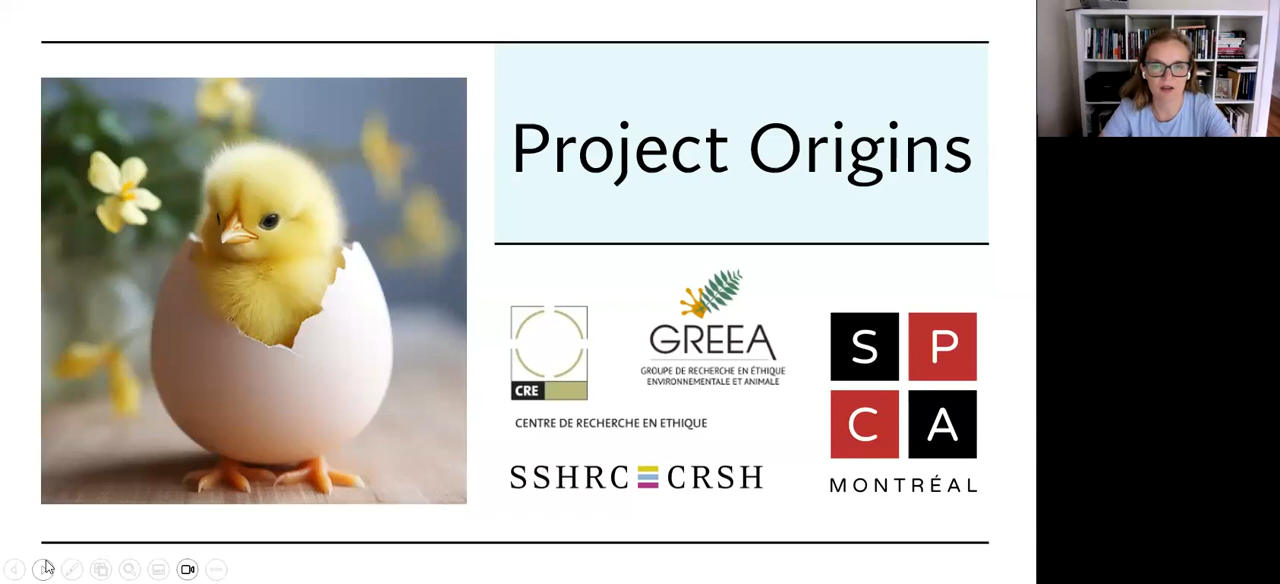 Project Origins
CRE
CENTRE DE RECHERCHE EN ETHIQUE
GREEA
GROUPE DE RECHERCHE EN ÉTHIQUE
ENVIRONNEMENTALE ET ANIMALE
SSHRC CRSH
S P
C A
MONTRÉAL